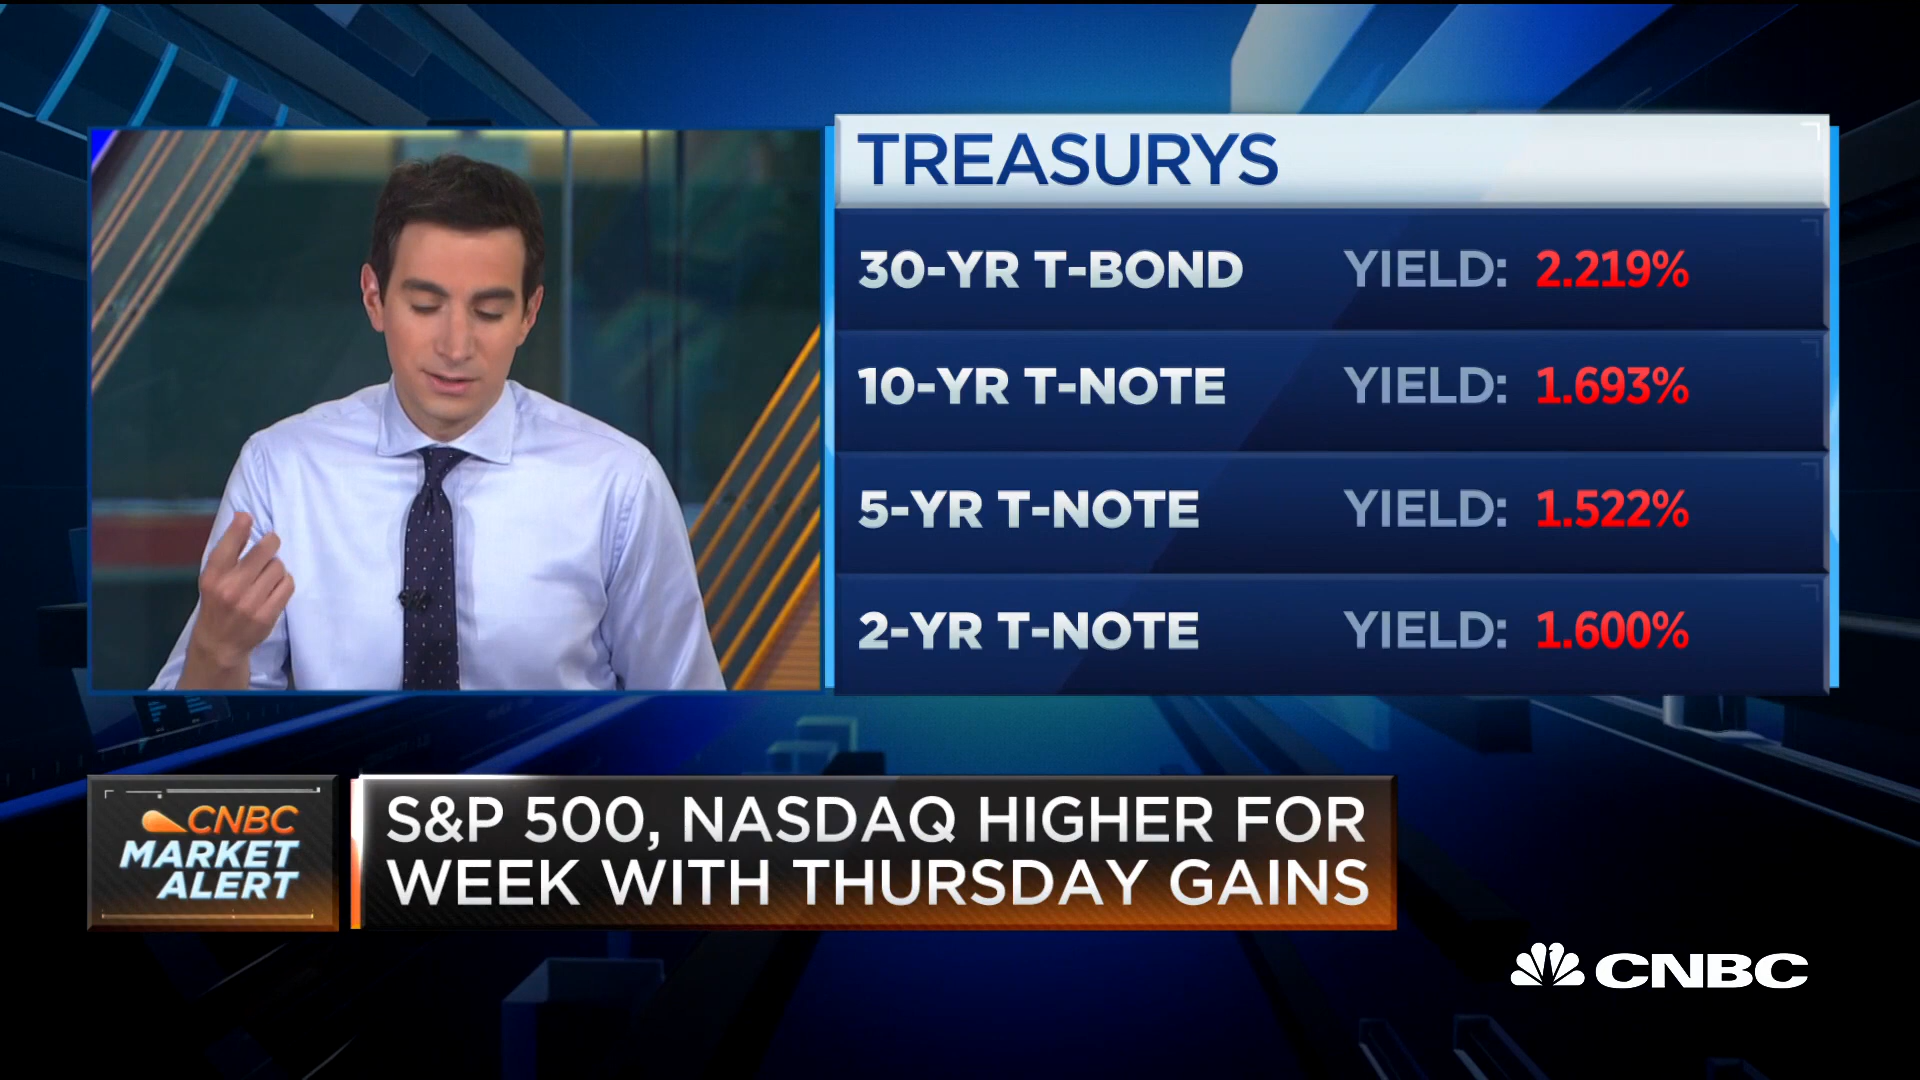 TREASURYS
30-YR T-BOND YIELD: 2.219%
10-YR T-NOTE YIELD: 1.693%
5-YR T-NOTE YIELD: 1.522%
2-YR T-NOTE YIELD: 1.600%
CNBC
MARKET
ALERT
S&P 500, NASDAQ HIGHER FOR
WEEK WITH THURSDAY GAINS
CNBC